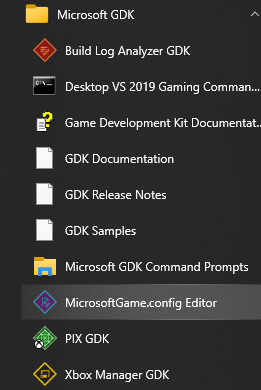 Microsoft GDK
Build Log Analyzer GDK
Desktop VS 2019 Gaming Comman...
Game Development Kit Documentat...
GDK Documentation
GDK Release Notes
GDK Samples
Microsoft GDK Command Prompts
MicrosoftGame.config Editor
PIX GDK
Xbox Manager GDK